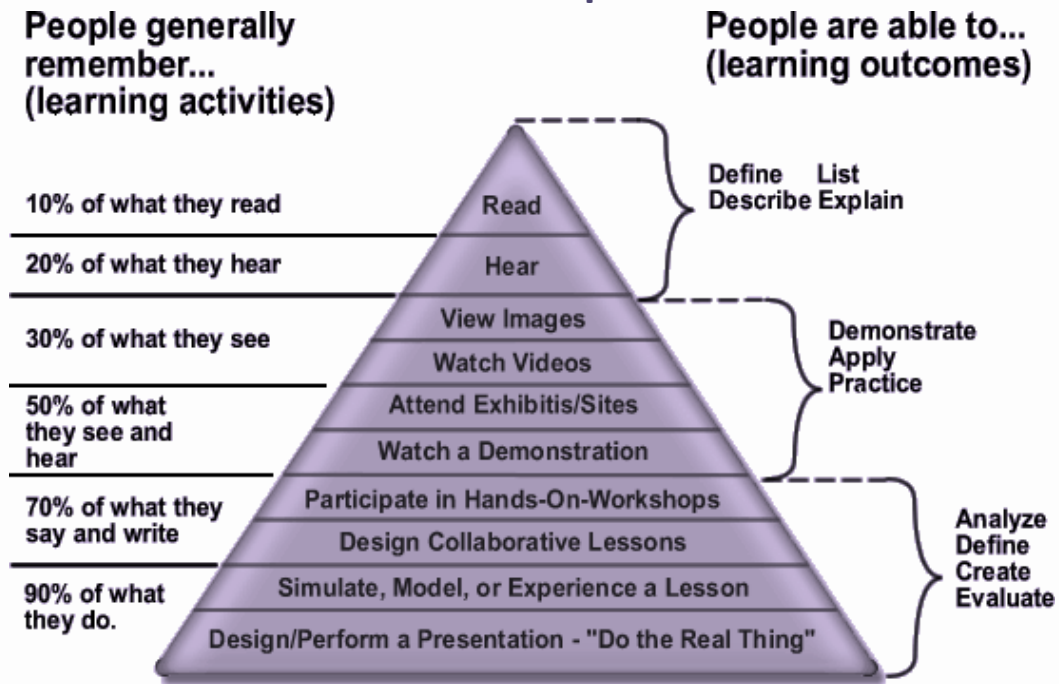 People generally
remember...
(learning activities)
People are able to...
(learning outcomes)
10% of what they read
20% of what they hear
30% of what they see
50% of what
they see and
hear
70% of what they
say and write
90% of what
they do.
Read
Hear
View Images
Watch Videos
Attend Exhibitis/Sites
Watch a Demonstration
Participate in Hands-On-Workshops
Design Collaborative Lessons
Simulate, Model, or Experience a Lesson
Design/Perform a Presentation - "Do the Real Thing"
Define List
Describe Explain
Demonstrate
Apply
Practice
Analyze
Define
Create
Evaluate